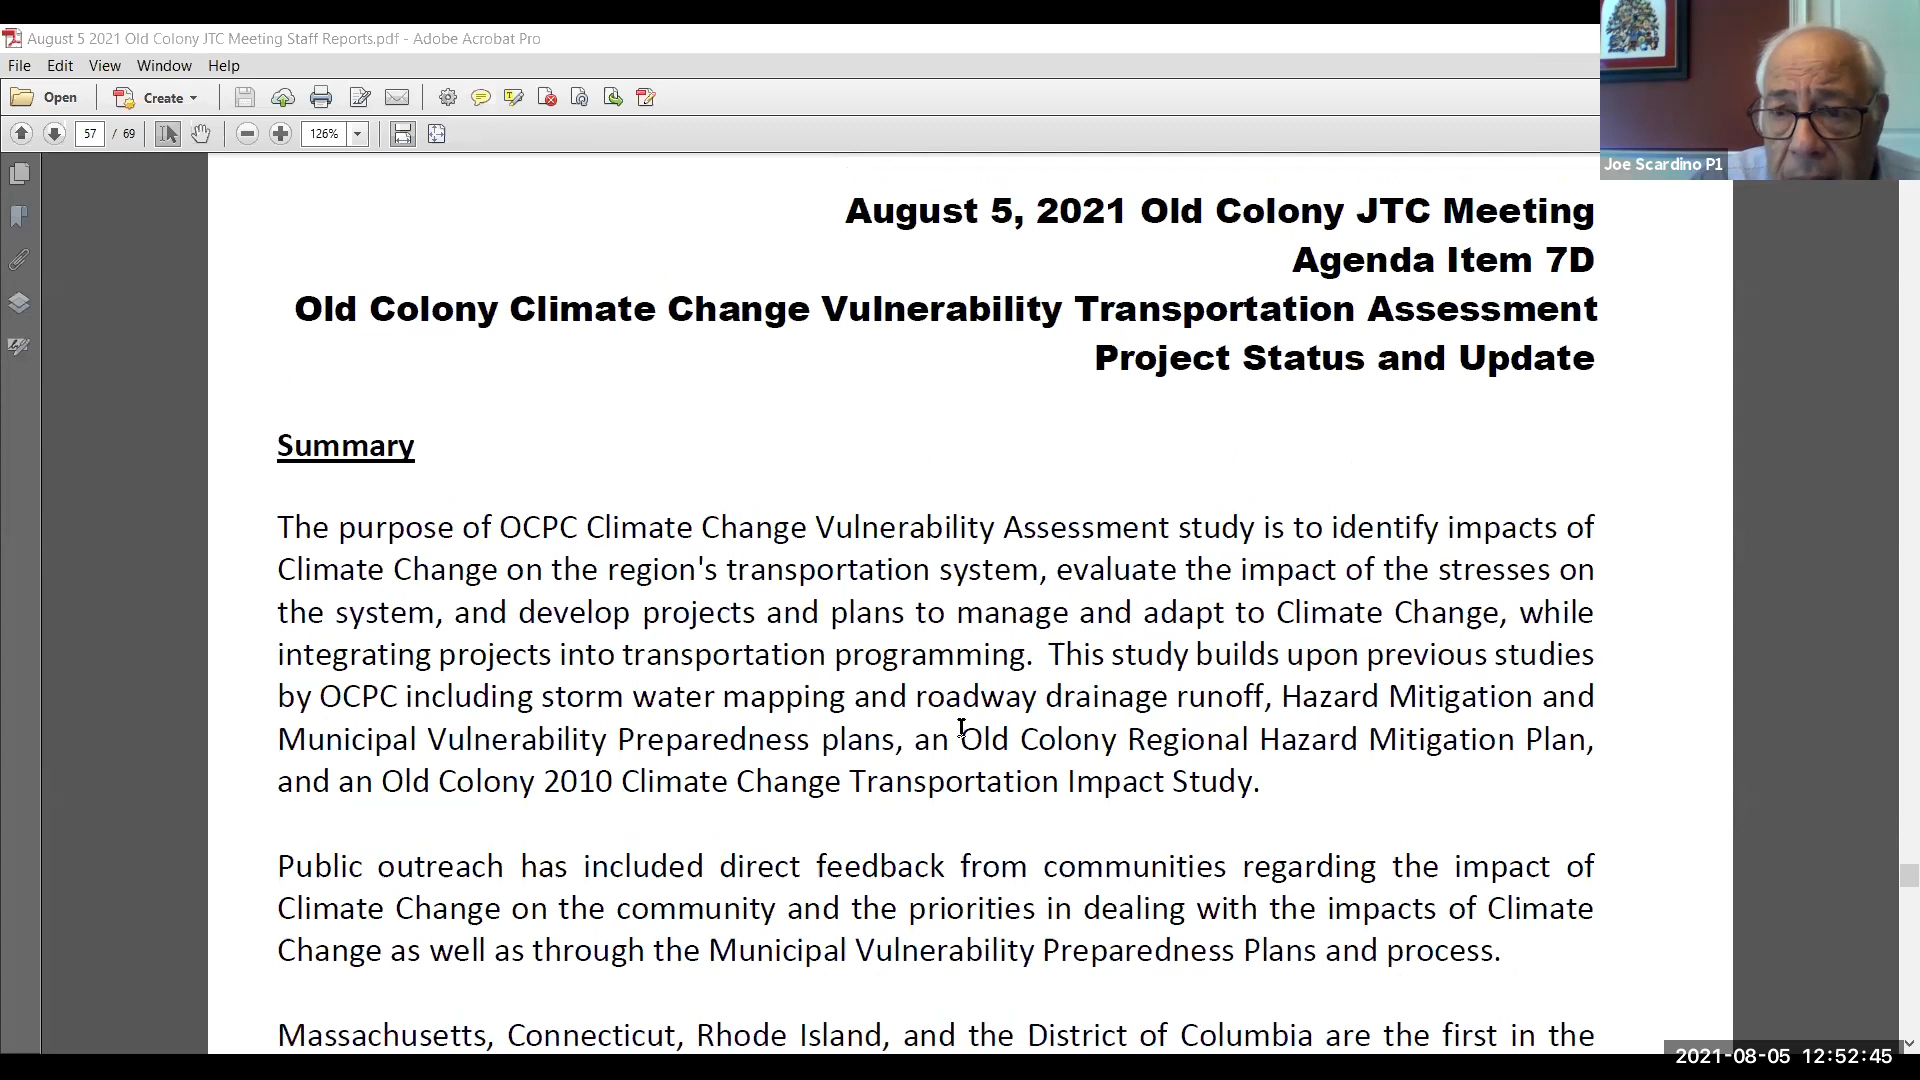 August 5 2021 Old Colony JTC Meeting Staff Reports.pdf - Adobe Acrobat Pro
File Edit View Window Help
Open Create
57 / 69 126%
Joe Scardino P1
August 5, 2021 Old Colony JTC Meeting
Agenda Item 7D
Old Colony Climate Change Vulnerability Transportation Assessment
Project Status and Update
Summary
The purpose of OCPC Climate Change Vulnerability Assessment study is to identify impacts of
Climate Change on the region's transportation system, evaluate the impact of the stresses on
the system, and develop projects and plans to manage and adapt to Climate Change, while
integrating projects into transportation programming.  This study builds upon previous studies
by OCPC including storm water mapping and roadway drainage runoff, Hazard Mitigation and
Municipal Vulnerability Preparedness plans, an Old Colony Regional Hazard Mitigation Plan,
and an Old Colony 2010 Climate Change Transportation Impact Study.
Public outreach has included direct feedback from communities regarding the impact of
Climate Change on the community and the priorities in dealing with the impacts of Climate
Change as well as through the Municipal Vulnerability Preparedness Plans and process.
Massachusetts, Connecticut, Rhode Island, and the District of Columbia are the first in the
2021-08-05 12:52:45